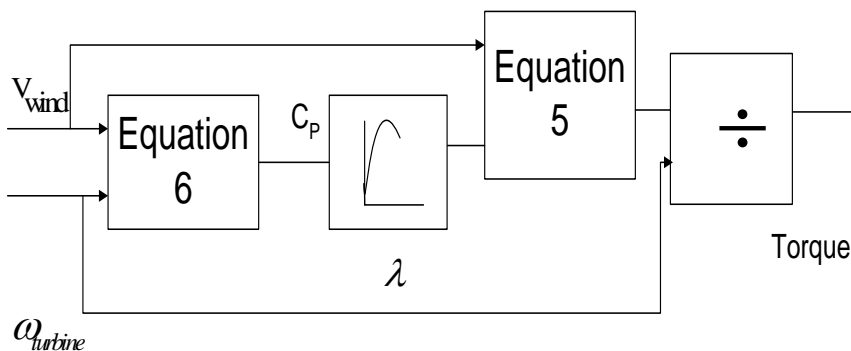 V_wind
Equation
6
C_P
Equation
5
÷
Torque
λ
ω_turbine